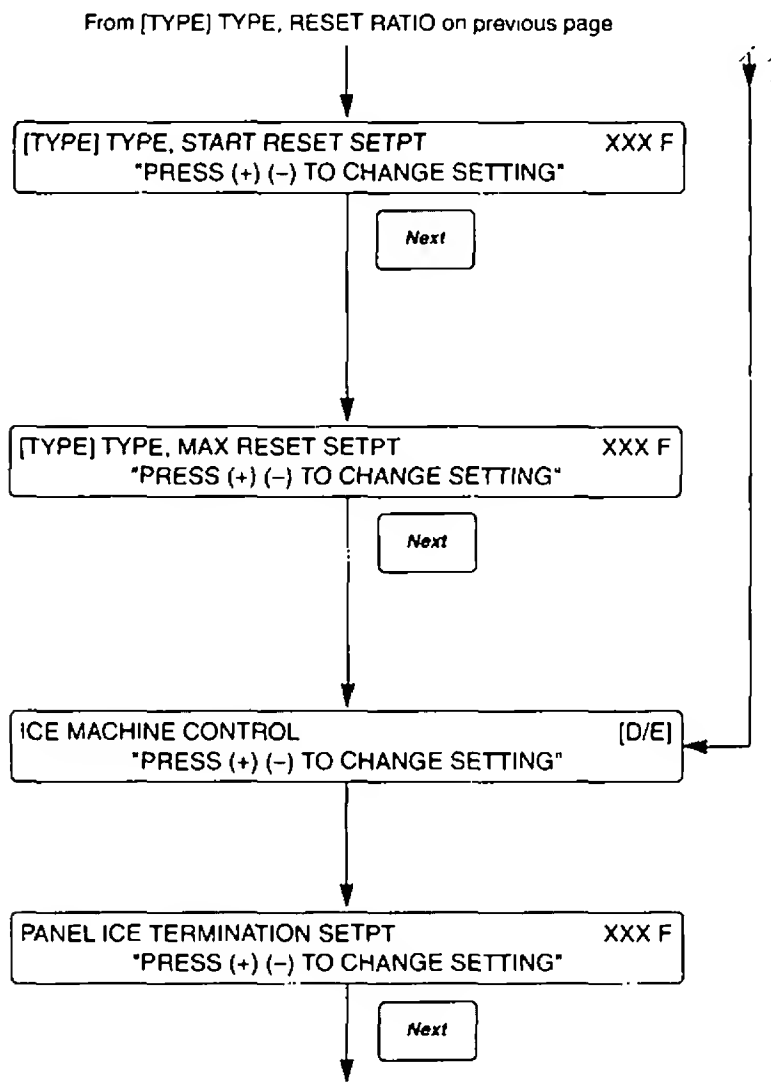 From [TYPE] TYPE, RESET RATIO on previous page
[TYPE] TYPE, START RESET SETPT XXX F
"PRESS (+) (–) TO CHANGE SETTING"
Next
[TYPE] TYPE, MAX RESET SETPT XXX F
"PRESS (+) (–) TO CHANGE SETTING"
Next
ICE MACHINE CONTROL [D/E]
"PRESS (+) (–) TO CHANGE SETTING"
PANEL ICE TERMINATION SETPT XXX F
"PRESS (+) (–) TO CHANGE SETTING"
Next